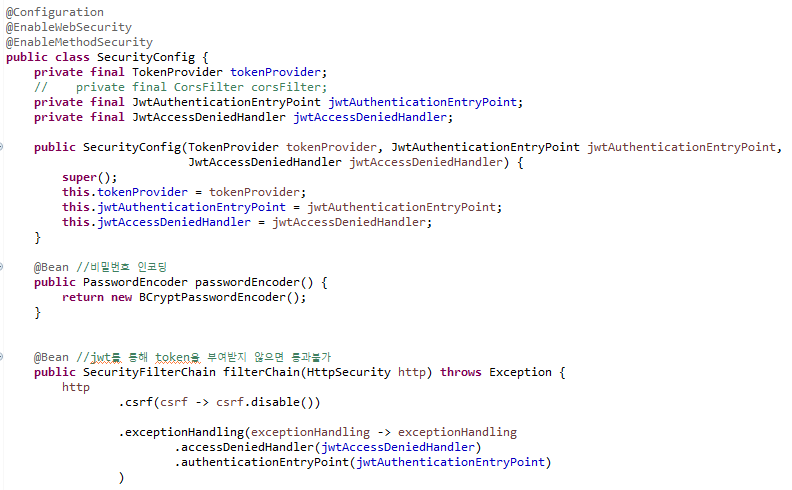 @Configuration
@EnableWebSecurity
@EnableMethodSecurity
public class SecurityConfig {
    private final TokenProvider tokenProvider;
    //    private final CorsFilter corsFilter;
    private final JwtAuthenticationEntryPoint jwtAuthenticationEntryPoint;
    private final JwtAccessDeniedHandler jwtAccessDeniedHandler;
    public SecurityConfig(TokenProvider tokenProvider, JwtAuthenticationEntryPoint jwtAuthenticationEntryPoint,
                          JwtAccessDeniedHandler jwtAccessDeniedHandler) {
        super();
        this.tokenProvider = tokenProvider;
        this.jwtAuthenticationEntryPoint = jwtAuthenticationEntryPoint;
        this.jwtAccessDeniedHandler = jwtAccessDeniedHandler;
    }
    @Bean //비밀번호 인코딩
    public PasswordEncoder passwordEncoder() {
        return new BCryptPasswordEncoder();
    }
    @Bean //jwt를 통해 token을 부여받지 않으면 통과불가
    public SecurityFilterChain filterChain(HttpSecurity http) throws Exception {
        http
                .csrf(csrf -> csrf.disable())
                .exceptionHandling(exceptionHandling -> exceptionHandling
                        .accessDeniedHandler(jwtAccessDeniedHandler)
                        .authenticationEntryPoint(jwtAuthenticationEntryPoint)
                )